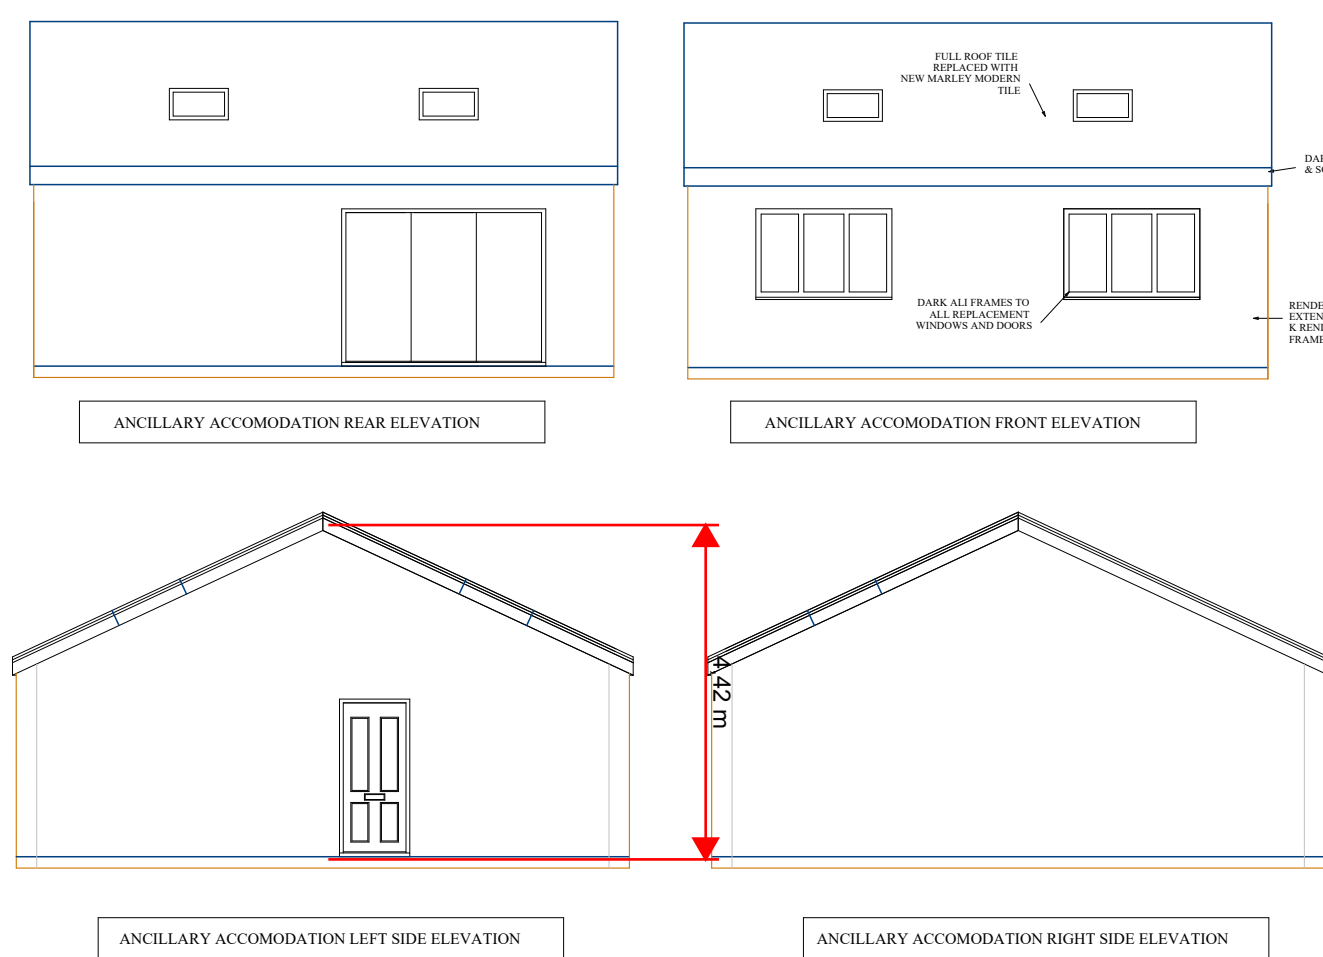 FULL ROOF TILE
REPLACED WITH
NEW MARLEY MODERN
TILE
& 
DARK ALI FRAMES TO
ALL REPLACEMENT
WINDOWS AND DOORS
K
ANCILLARY ACCOMODATION REAR ELEVATION
ANCILLARY ACCOMODATION FRONT ELEVATION
4.42 m
ANCILLARY ACCOMODATION LEFT SIDE ELEVATION
ANCILLARY ACCOMODATION RIGHT SIDE ELEVATION